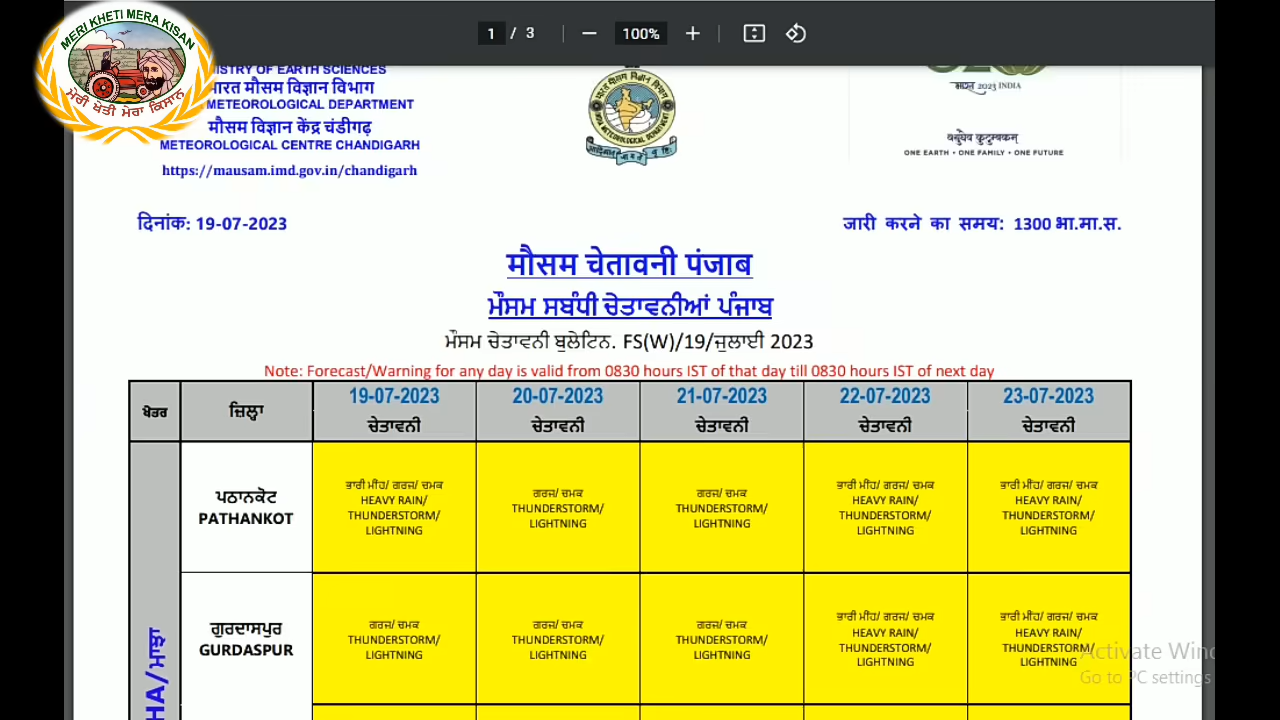 MERI KHETI MERA KISAN
ਮੇਰੀ ਖੇਤੀ ਮੇਰਾ ਕਿਸਾਨ
1 / 3
100%
ISTRY OF EARTH SCIENCES
भारत मौसम विज्ञान विभाग
METEOROLOGICAL DEPARTMENT
मौसम विज्ञान केंद्र चंडीगढ़
METEOROLOGICAL CENTRE CHANDIGARH
https://mausam.imd.gov.in/chandigarh
भारत 2023 INDIA
वसुधैव कुटुम्बकम्
ONE EARTH • ONE FAMILY • ONE FUTURE
दिनांक: 19-07-2023
जारी करने का समय: 1300 भा.मा.स.
मौसम चेतावनी पंजाब
ਮੌਸਮ ਸਬੰਧੀ ਚੇਤਾਵਨੀਆਂ ਪੰਜਾਬ
ਮੌਸਮ ਚੇਤਾਵਨੀ ਬੁਲੇਟਿਨ. FS(W)/19/ਜੁਲਾਈ 2023
Note: Forecast/Warning for any day is valid from 0830 hours IST of that day till 0830 hours IST of next day
ਖੇਤਰ ਜ਼ਿਲ੍ਹਾ 19-07-2023 20-07-2023 21-07-2023 22-07-2023 23-07-2023
ਚੇਤਾਵਨੀ ਚੇਤਾਵਨੀ ਚੇਤਾਵਨੀ ਚੇਤਾਵਨੀ ਚੇਤਾਵਨੀ
ਪਠਾਨਕੋਟ
PATHANKOT
ਭਾਰੀ ਮੀਂਹ/ ਗਰਜ/ ਚਮਕ
HEAVY RAIN/
THUNDERSTORM/
LIGHTNING
ਗਰਜ/ ਚਮਕ
THUNDERSTORM/
LIGHTNING
ਗਰਜ/ ਚਮਕ
THUNDERSTORM/
LIGHTNING
ਭਾਰੀ ਮੀਂਹ/ ਗਰਜ/ ਚਮਕ
HEAVY RAIN/
THUNDERSTORM/
LIGHTNING
ਭਾਰੀ ਮੀਂਹ/ ਗਰਜ/ ਚਮਕ
HEAVY RAIN/
THUNDERSTORM/
LIGHTNING
HA/ਮਾਝਾ
ਗੁਰਦਾਸਪੁਰ
GURDASPUR
ਗਰਜ/ ਚਮਕ
THUNDERSTORM/
LIGHTNING
ਗਰਜ/ ਚਮਕ
THUNDERSTORM/
LIGHTNING
ਗਰਜ/ ਚਮਕ
THUNDERSTORM/
LIGHTNING
ਭਾਰੀ ਮੀਂਹ/ ਗਰਜ/ ਚਮਕ
HEAVY RAIN/
THUNDERSTORM/
LIGHTNING
ਭਾਰੀ ਮੀਂਹ/ ਗਰਜ/ ਚਮਕ
HEAVY RAIN/
THUNDERSTORM/
LIGHTNING
Activate Wind
Go to PC settings